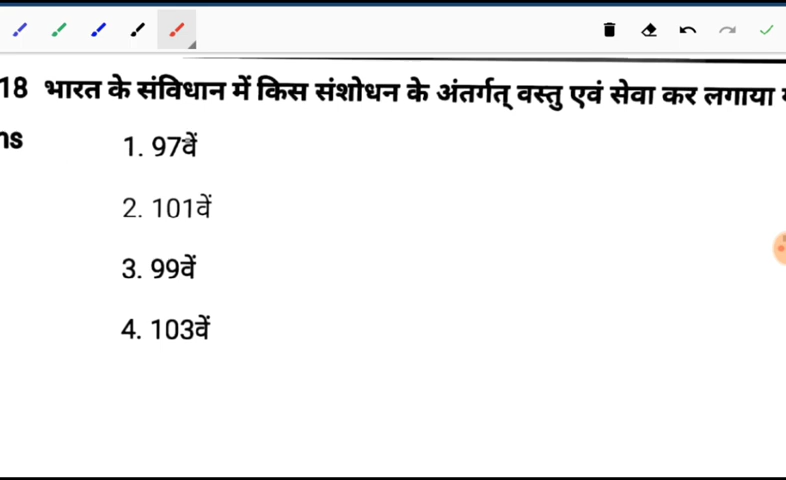 18 भारत के संविधान में किस संशोधन के अंतर्गत् वस्तु एवं सेवा कर लगाया
ns
1. 97वें
2. 101वें
3. 99वें
4. 103वें